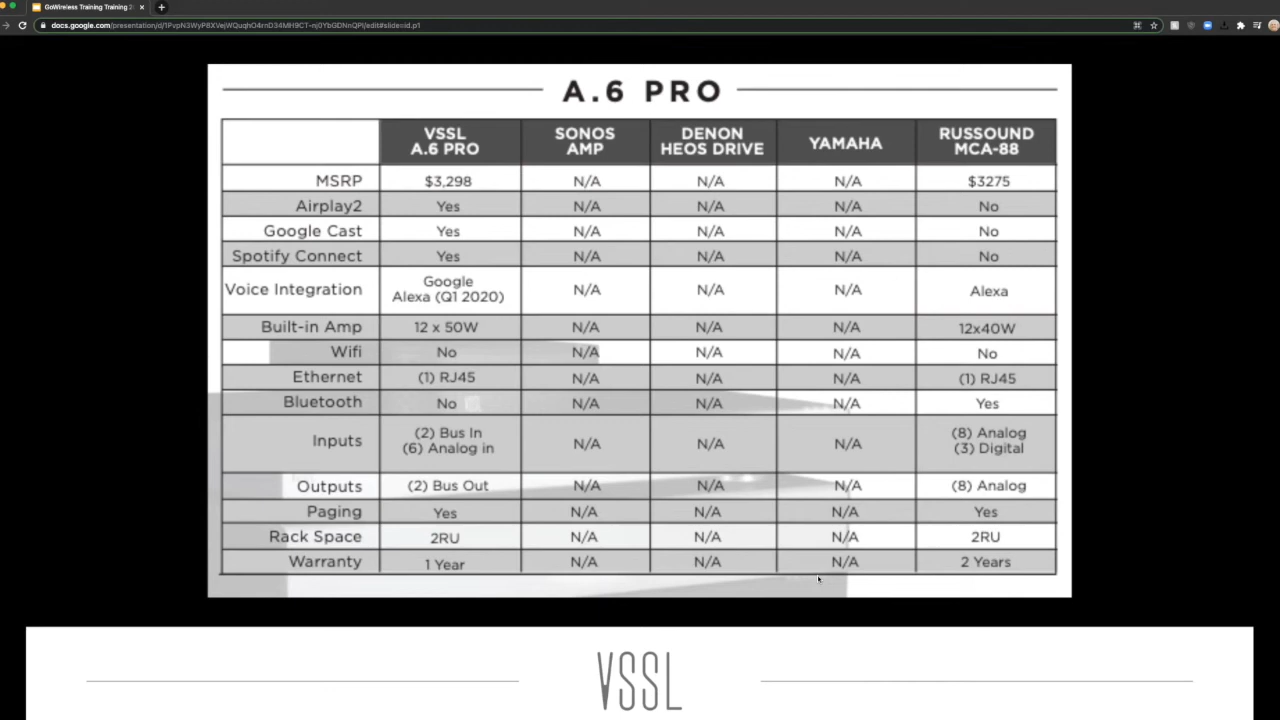 GoWireless Training Training 2
docs.google.com/presentation/d/1PvpN3WyP8XVejWQuqhO4rnD34MH9CT-nj0YbGDNnQPI/edit#slide=id.p1
A.6 PRO
VSSL A.6 PRO SONOS AMP DENON HEOS DRIVE YAMAHA RUSSOUND MCA-88
MSRP $3,298 N/A N/A N/A $3275
Airplay2 Yes N/A N/A N/A No
Google Cast Yes N/A N/A N/A No
Spotify Connect Yes N/A N/A N/A No
Voice Integration Google Alexa (Q1 2020) N/A N/A N/A Alexa
Built-in Amp 12 x 50W N/A N/A N/A 12x40W
Wifi No N/A N/A N/A No
Ethernet (1) RJ45 N/A N/A N/A (1) RJ45
Bluetooth No N/A N/A N/A Yes
Inputs (2) Bus In (6) Analog in N/A N/A N/A (8) Analog (3) Digital
Outputs (2) Bus Out N/A N/A N/A (8) Analog
Paging Yes N/A N/A N/A Yes
Rack Space 2RU N/A N/A N/A 2RU
Warranty 1 Year N/A N/A N/A 2 Years
VSSL